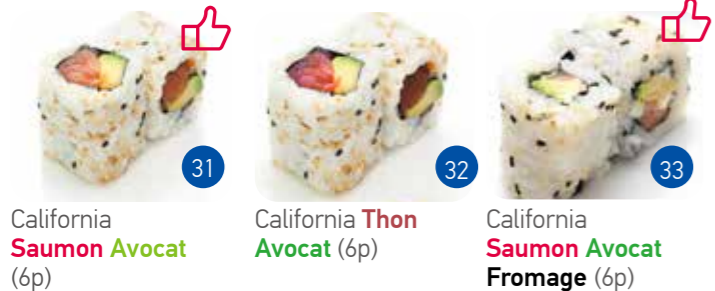 31
California
Saumon Avocat
(6p)
32
California Thon
Avocat (6p)
33
California
Saumon Avocat
Fromage (6p)